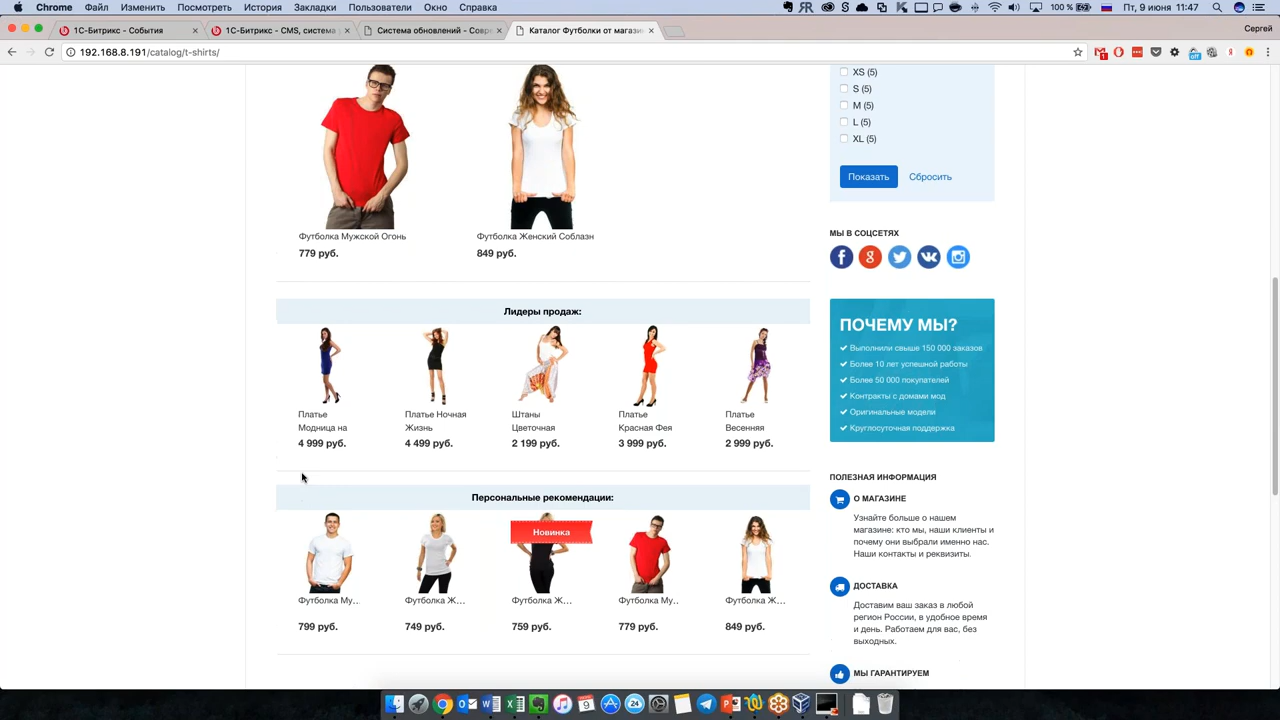 Chrome Файл Изменить Посмотреть История Закладки Пользователи Окно Справка
100 % Пт, 9 июня 11:47
1С-Битрикс - События
1С-Битрикс - CMS, система
Система обновлений - Совре
Каталог Футболки от магазин
Сергей
192.168.8.191/catalog/t-shirts/
Футболка Мужской Огонь
779 руб.
Футболка Женский Соблазн
849 руб.
Лидеры продаж:
Платье
Модница на
4 999 руб.
Платье Ночная
Жизнь
4 499 руб.
Штаны
Цветочная
2 199 руб.
Платье
Красная Фея
3 999 руб.
Платье
Весенняя
2 999 руб.
Персональные рекомендации:
Новинка
Футболка Му...
799 руб.
Футболка Ж...
749 руб.
Футболка Ж...
759 руб.
Футболка Му..
779 руб.
Футболка Ж...
849 руб.
XS (5)
S (5)
M (5)
L (5)
XL (5)
Показать Сбросить
МЫ В СОЦСЕТЯХ
ПОЧЕМУ МЫ?
Выполнили свыше 150 000 заказов
Более 10 лет успешной работы
Более 50 000 покупателей
Контракты с домами мод
Оригинальные модели
Круглосуточная поддержка
ПОЛЕЗНАЯ ИНФОРМАЦИЯ
О МАГАЗИНЕ
Узнайте больше о нашем
магазине: кто мы, наши клиенты и
почему они выбрали именно нас.
Наши контакты и реквизиты.
ДОСТАВКА
Доставим ваш заказ в любой
регион России, в удобное время
и день. Работаем для вас, без
выходных.
МЫ ГАРАНТИРУЕМ